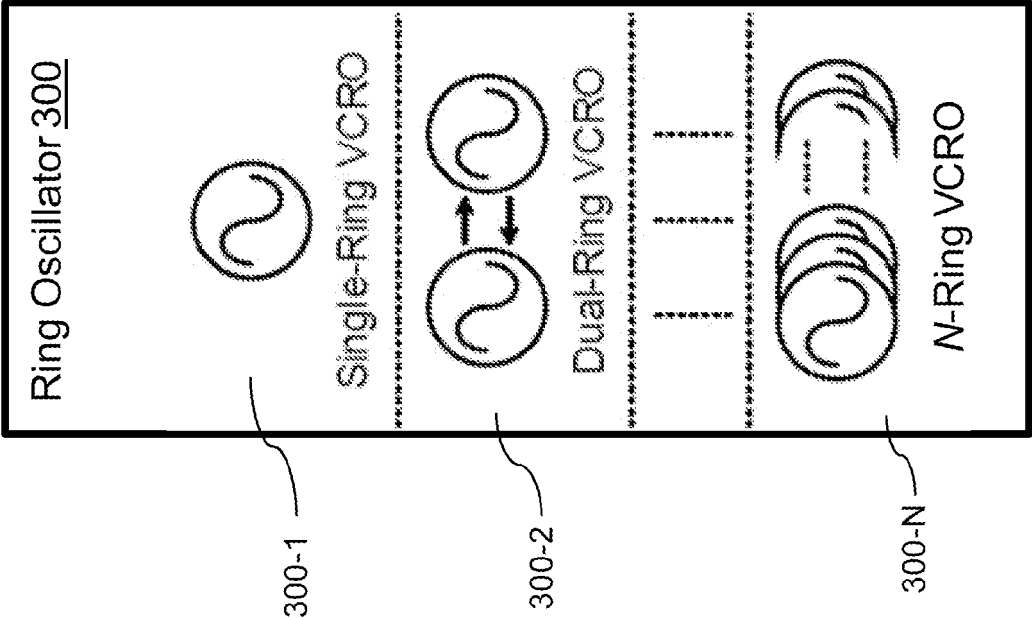 Ring Oscillator 300
300-1
Single-Ring VCRO
300-2
Dual-Ring VCRO
300-N
N-Ring VCRO